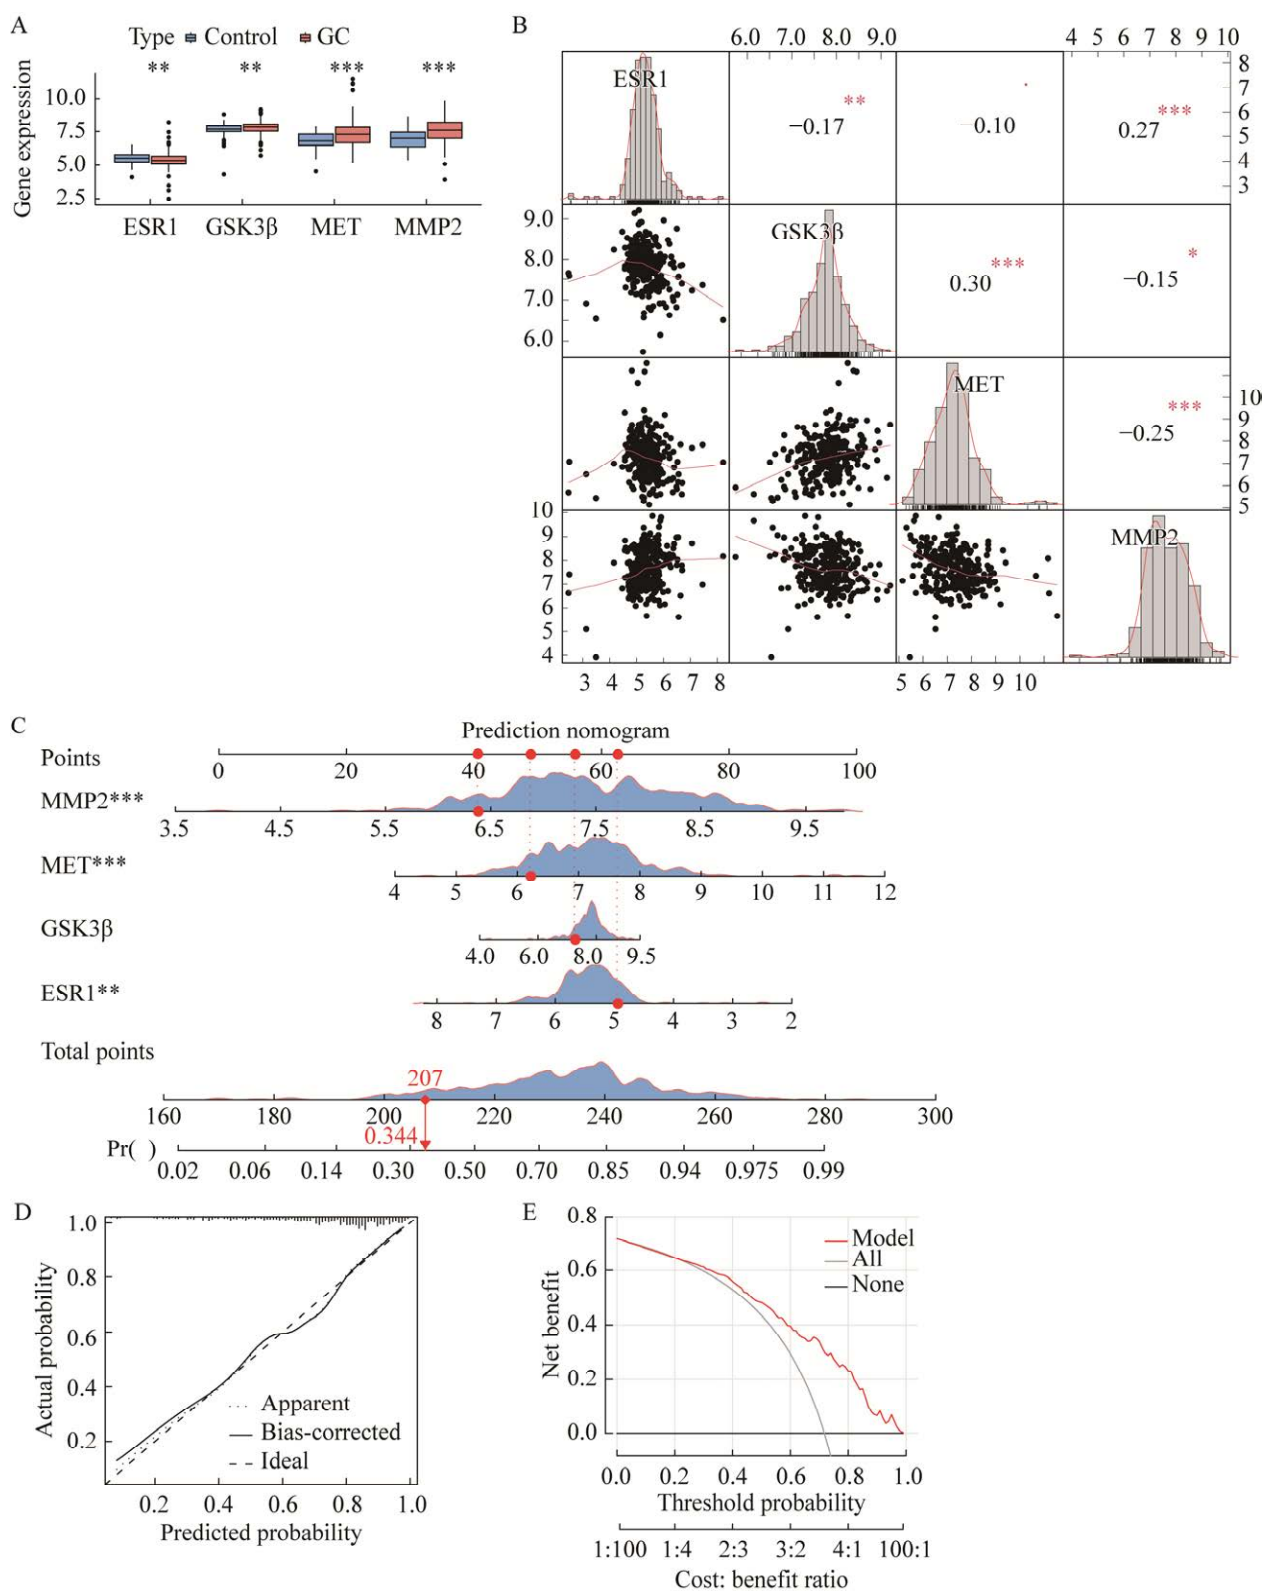 A
Type Control GC
** ** *** ***
Gene expression
10.0
7.5
5.0
2.5
ESR1 GSK3β MET MMP2
B
6.0 7.0 8.0 9.0 4 5 6 7 8 9 10
ESR1
−0.17 **
−0.10
0.27 ***
8
7
6
5
4
3
9.0
8.0
7.0
6.0
GSK3β
0.30 ***
−0.15 *
MET
−0.25 ***
10
9
8
7
6
5
10
9
8
7
6
5
4
MMP2
3 4 5 6 7 8 5 6 7 8 9 10
C
Prediction nomogram
Points
0 20 40 60 80 100
MMP2***
3.5 4.5 5.5 6.5 7.5 8.5 9.5
MET***
4 5 6 7 8 9 10 11 12
GSK3β
4.0 6.0 8.0 9.5
ESR1**
8 7 6 5 4 3 2
Total points
207
160 180 200 220 240 260 280 300
0.344
Pr( )
0.02 0.06 0.14 0.30 0.50 0.70 0.85 0.94 0.975 0.99
D
Actual probability
1.0
0.8
0.6
0.4
0.2
Apparent
Bias-corrected
Ideal
0.2 0.4 0.6 0.8 1.0
Predicted probability
E
Net benefit
0.8
0.6
0.4
0.2
0.0
Model
All
None
0.0 0.2 0.4 0.6 0.8 1.0
Threshold probability
1:100 1:4 2:3 3:2 4:1 100:1
Cost: benefit ratio